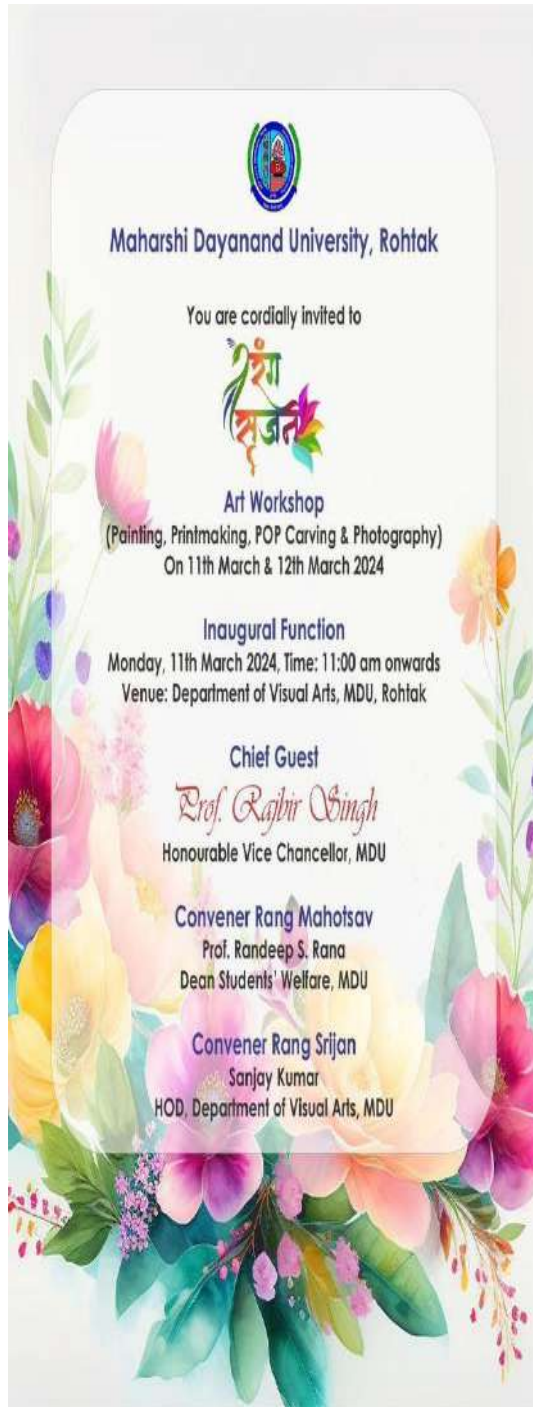 Maharshi Dayanand University, Rohtak
You are cordially invited to
रंग
सृजन
Art Workshop
(Painting, Printmaking, POP Carving & Photography)
On 11th March & 12th March 2024
Inaugural Function
Monday, 11th March 2024, Time: 11:00 am onwards
Venue: Department of Visual Arts, MDU, Rohtak
Chief Guest
Prof. Rajbir Singh
Honourable Vice Chancellor, MDU
Convener Rang Mahotsav
Prof. Randeep S. Rana
Dean Students' Welfare, MDU
Convener Rang Srijan
Sanjay Kumar
HOD, Department of Visual Arts, MDU